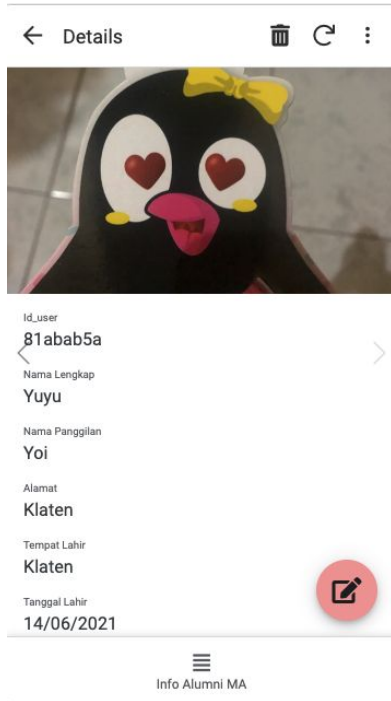 Details
Id_user
81abab5a
Nama Lengkap
Yuyu
Nama Panggilan
Yoi
Alamat
Klaten
Tempat Lahir
Klaten
Tanggal Lahir
14/06/2021
Info Alumni MA